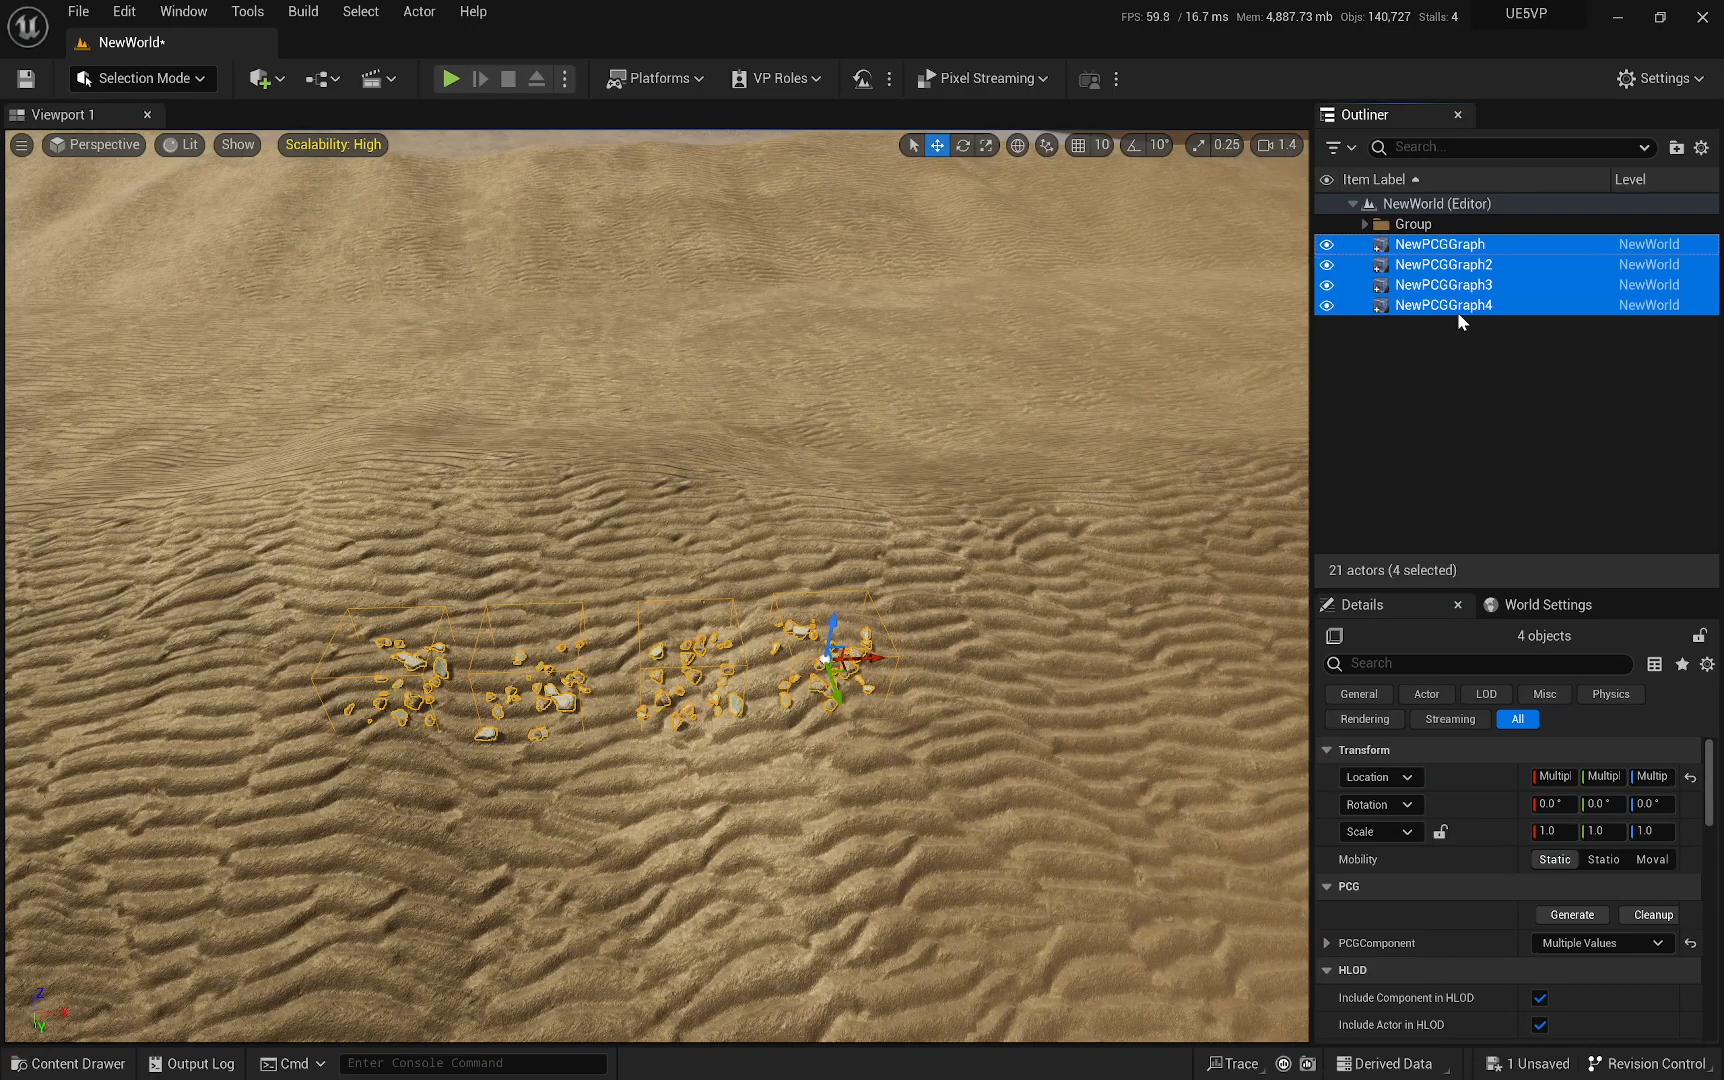 File Edit Window Tools Build Select Actor Help
FPS: 59.8 / 16.7 ms Mem: 4,887.73 mb Objs: 140,727 Stalls: 4
UE5VP
NewWorld*
Selection Mode
Platforms
VP Roles
Pixel Streaming
Settings
Viewport 1
Perspective
Lit
Show
Scalability: High
10
10°
0.25
1.4
Outliner
Search...
Item Label
Level
NewWorld (Editor)
Group
NewPCGGraph NewWorld
NewPCGGraph2 NewWorld
NewPCGGraph3 NewWorld
NewPCGGraph4 NewWorld
21 actors (4 selected)
Details
World Settings
4 objects
Search
General Actor LOD Misc Physics
Rendering Streaming All
Transform
Location Multipl Multipl Multip
Rotation 0.0 ° 0.0 ° 0.0 °
Scale 1.0 1.0 1.0
Mobility Static Statio Moval
PCG
Generate Cleanup
PCGComponent Multiple Values
HLOD
Include Component in HLOD
Include Actor in HLOD
Z
X
Y
Content Drawer
Output Log
Cmd
Enter Console Command
Trace
Derived Data
1 Unsaved
Revision Control